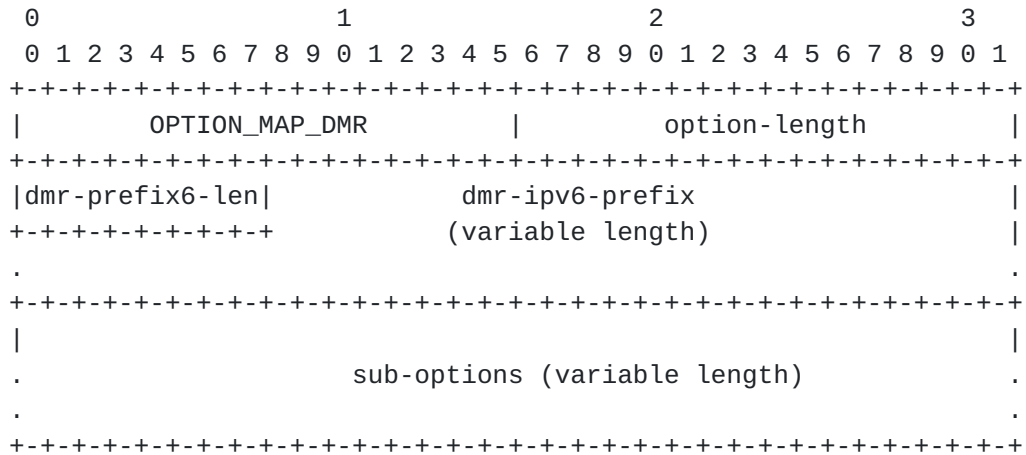 0                   1                   2                   3
 0 1 2 3 4 5 6 7 8 9 0 1 2 3 4 5 6 7 8 9 0 1 2 3 4 5 6 7 8 9 0 1
+-+-+-+-+-+-+-+-+-+-+-+-+-+-+-+-+-+-+-+-+-+-+-+-+-+-+-+-+-+-+-+-+
|        OPTION_MAP_DMR         |         option-length         |
+-+-+-+-+-+-+-+-+-+-+-+-+-+-+-+-+-+-+-+-+-+-+-+-+-+-+-+-+-+-+-+-+
|dmr-prefix6-len|            dmr-ipv6-prefix                    |
+-+-+-+-+-+-+-+-+           (variable length)                   |
.                                                               .
+-+-+-+-+-+-+-+-+-+-+-+-+-+-+-+-+-+-+-+-+-+-+-+-+-+-+-+-+-+-+-+-+
|                                                               |
.                     sub-options (variable length)             .
.                                                               .
+-+-+-+-+-+-+-+-+-+-+-+-+-+-+-+-+-+-+-+-+-+-+-+-+-+-+-+-+-+-+-+-+